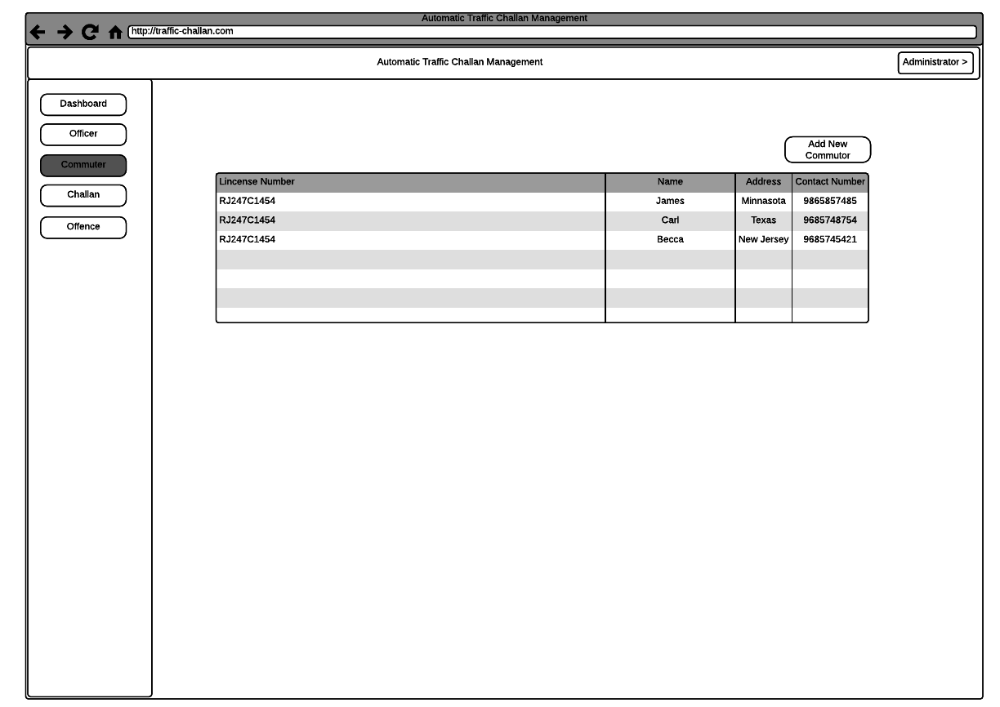 Automatic Traffic Challan Management
http://traffic-challan.com
Automatic Traffic Challan Management
Administrator >
Dashboard
Officer
Commuter
Challan
Offence
Add New
Commutor
Lincense Number Name Address Contact Number
RJ247C1454 James Minnasota 9865857485
RJ247C1454 Carl Texas 9685748754
RJ247C1454 Becca New Jersey 9685745421